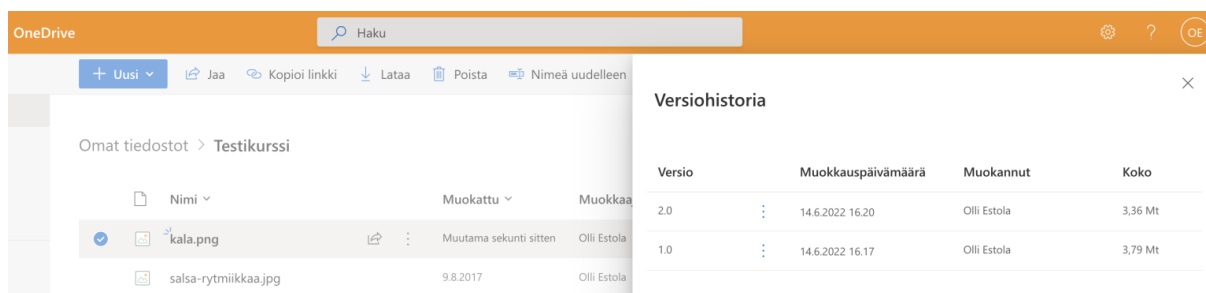 OneDrive
Haku
OE
Uusi
Jaa
Kopioi linkki
Lataa
Poista
Nimeä uudelleen
Omat tiedostot > Testikurssi
Nimi
Muokattu
Muokkaa
kala.png
Muutama sekunti sitten
Olli Estola
salsa-rytmiikkaa.jpg
9.8.2017
Olli Estola
Versiohistoria
Versio
Muokkauspäivämäärä
Muokannut
Koko
2.0
14.6.2022 16.20
Olli Estola
3,36 Mt
1.0
14.6.2022 16.17
Olli Estola
3,79 Mt